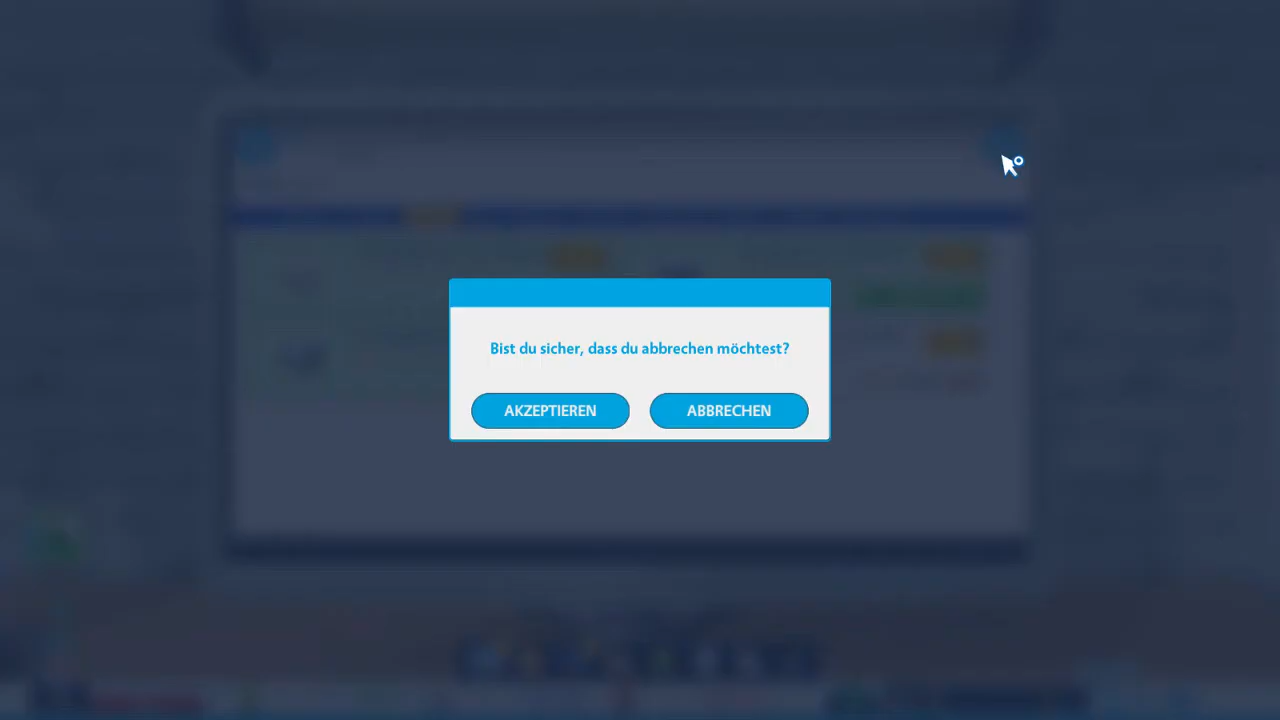 Bist du sicher, dass du abbrechen möchtest?
AKZEPTIEREN
ABBRECHEN